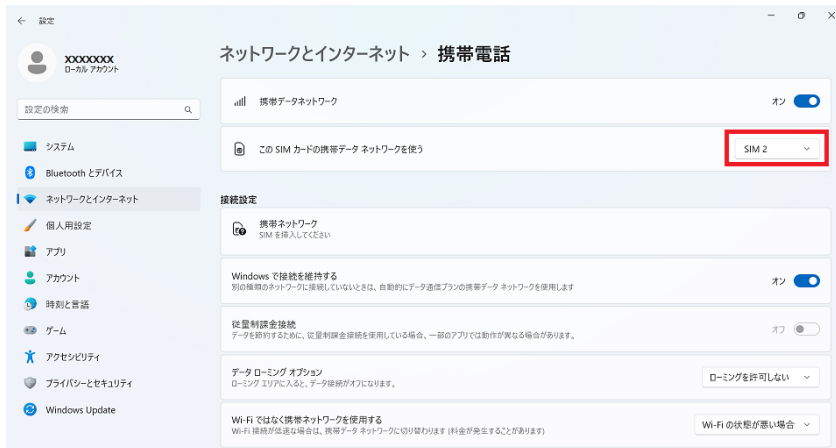 設定
XXXXXXX
ローカル アカウント
設定の検索
システム
Bluetooth とデバイス
ネットワークとインターネット
個人用設定
アプリ
アカウント
時刻と言語
ゲーム
アクセシビリティ
プライバシーとセキュリティ
Windows Update
ネットワークとインターネット › 携帯電話
携帯データネットワーク オン
この SIM カードの携帯データ ネットワークを使う SIM 2
接続設定
携帯ネットワーク
SIM を挿入してください
Windows で接続を維持する オン
別の種類のネットワークに接続していないときは、自動的にデータ通信プランの携帯データ ネットワークを使用します
従量制課金接続 オフ
データを節約するために、従量制課金接続を使用している場合、一部のアプリでは動作が異なる場合があります。
データ ローミング オプション ローミングを許可しない
ローミング エリアに入ると、データ接続がオフになります。
Wi-Fi ではなく携帯ネットワークを使用する Wi-Fi の状態が悪い場合
Wi-Fi 接続が低速な場合は、携帯データ ネットワークに切り替わります (料金が発生することがあります)